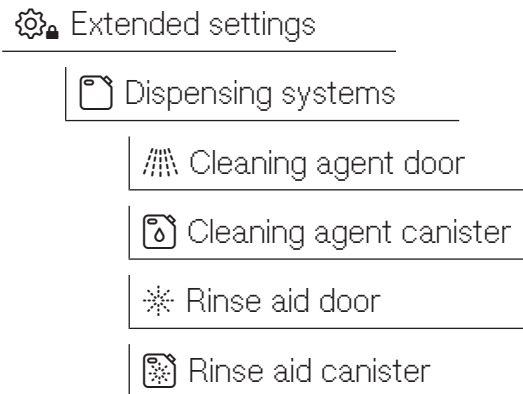 Extended settings
Dispensing systems
Cleaning agent door
Cleaning agent canister
Rinse aid door
Rinse aid canister